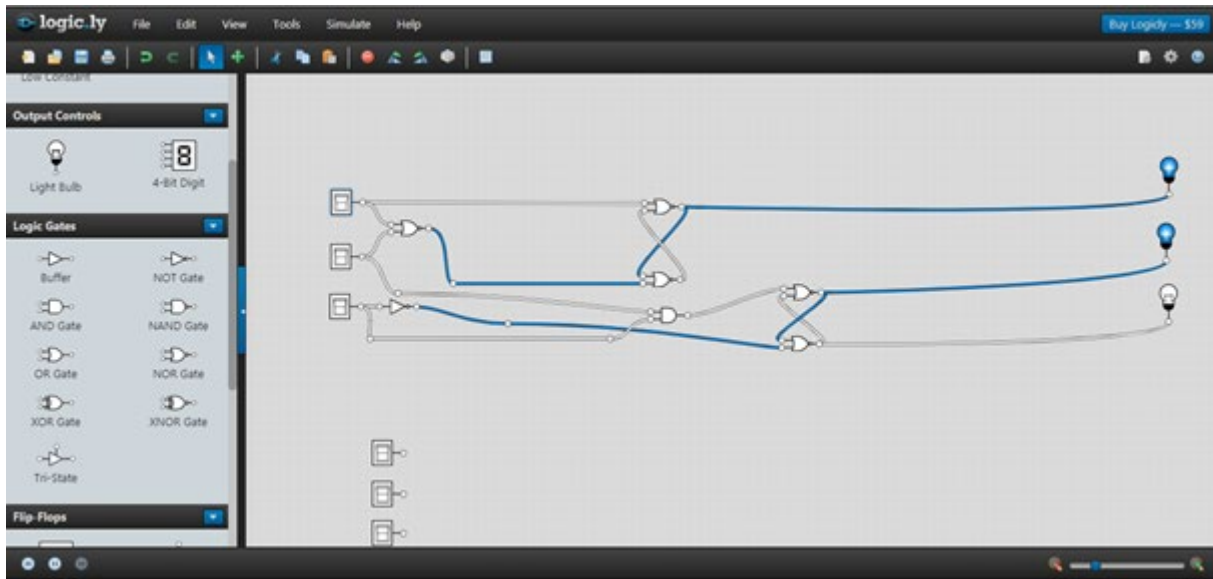 logic.ly File Edit View Tools Simulate Help Buy Logicly — $59
Low Constant
Output Controls
Light Bulb 4-Bit Digit
Logic Gates
Buffer NOT Gate
AND Gate NAND Gate
OR Gate NOR Gate
XOR Gate XNOR Gate
Tri-State
Flip-Flops